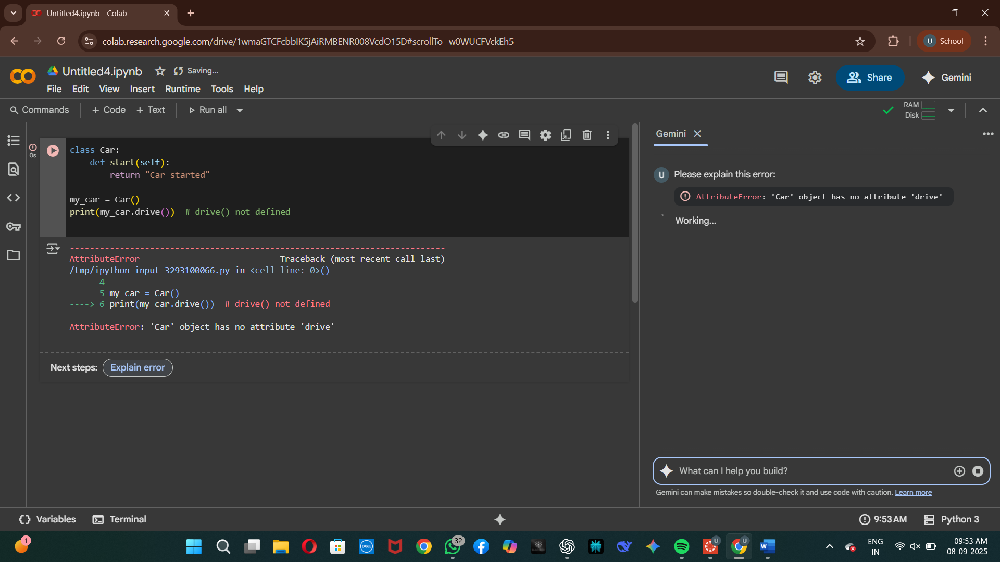 Untitled4.ipynb - Colab
colab.research.google.com/drive/1wmaGTCFcbbIK5jAiRMBENR008VcdO15D#scrollTo=w0WUCFVckEh5
U School
Untitled4.ipynb
Saving...
File Edit View Insert Runtime Tools Help
Share
Gemini
Commands + Code + Text Run all
RAM
Disk
0s
class Car:
    def start(self):
        return "Car started"
my_car = Car()
print(my_car.drive())  # drive() not defined
---------------------------------------------------------------------------
AttributeError                            Traceback (most recent call last)
/tmp/ipython-input-3293100066.py in <cell line: 0>()
      4
      5 my_car = Car()
----> 6 print(my_car.drive())  # drive() not defined
AttributeError: 'Car' object has no attribute 'drive'
Next steps: Explain error
Gemini
U Please explain this error:
AttributeError: 'Car' object has no attribute 'drive'
Working...
What can I help you build?
Gemini can make mistakes so double-check it and use code with caution. Learn more
Variables Terminal
9:53 AM Python 3
1
DELL
32
U
U
W
ENG
IN
09:53 AM
08-09-2025